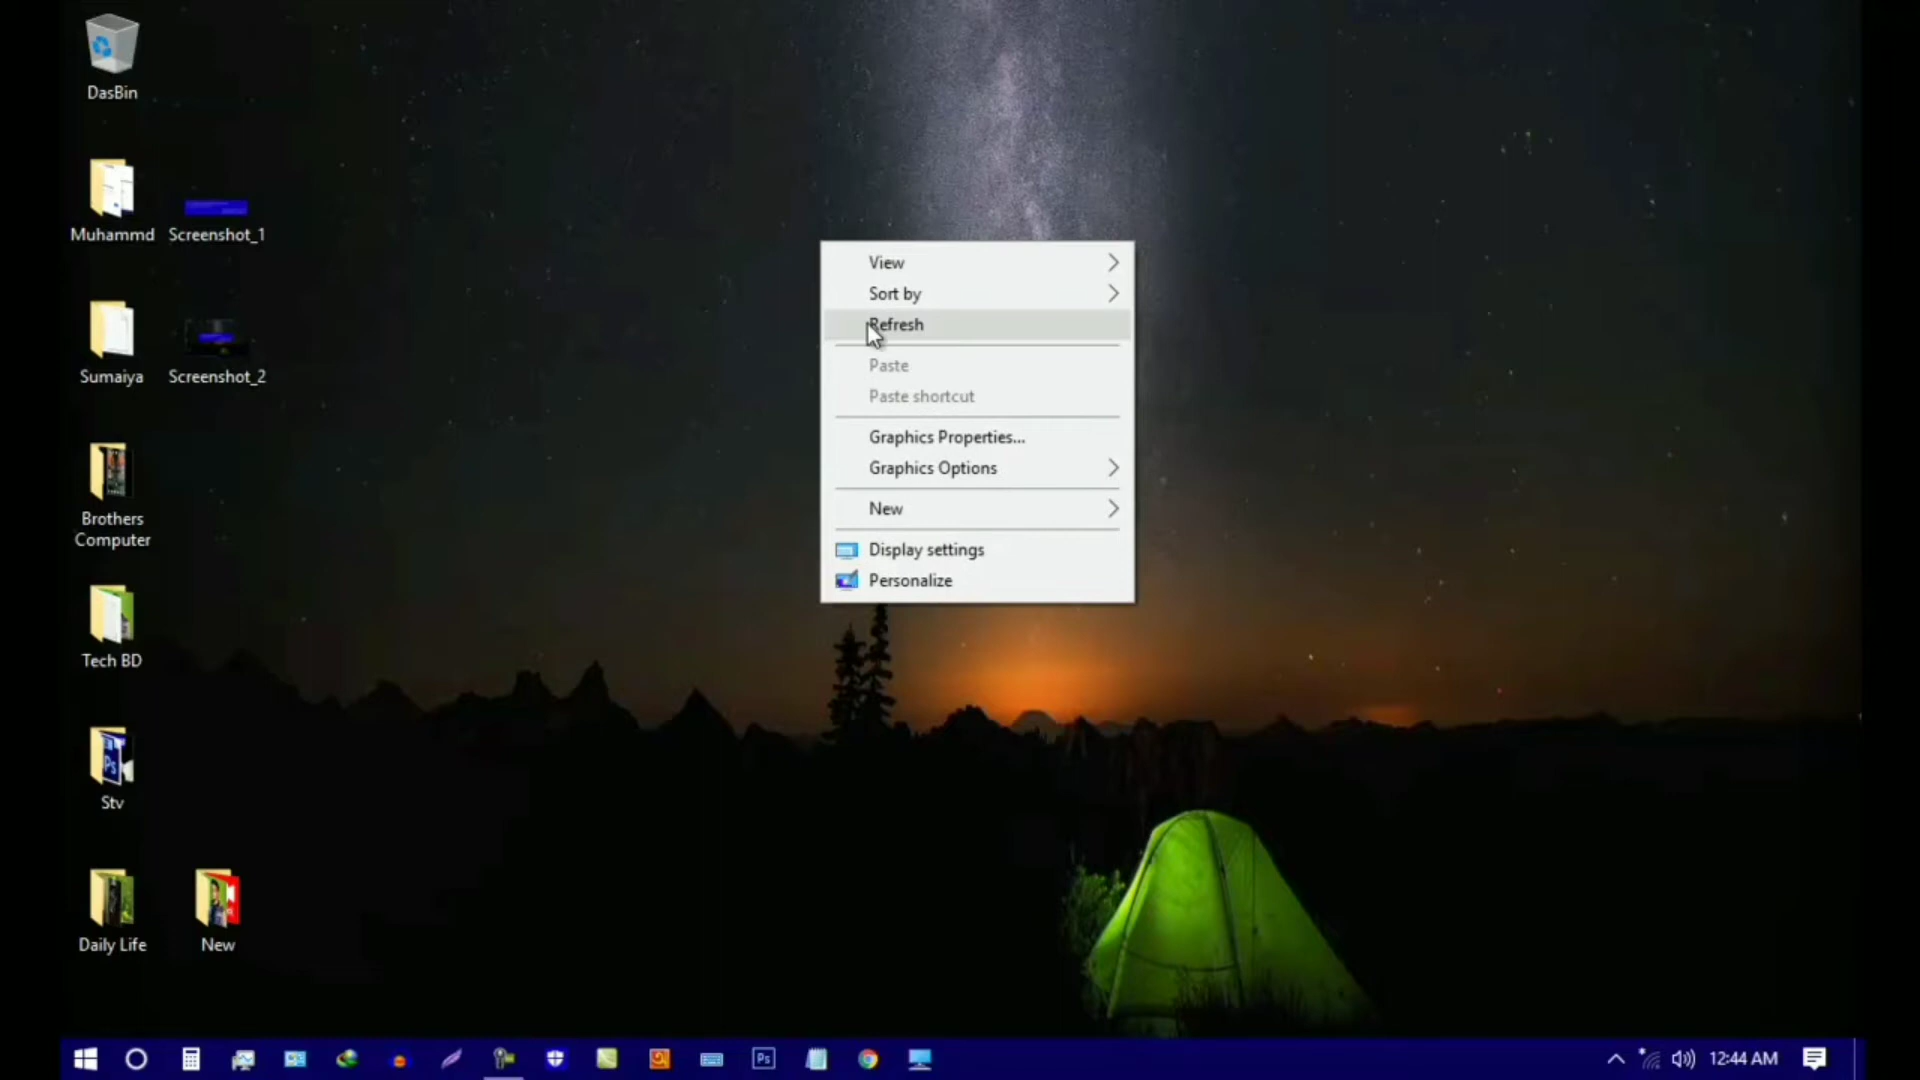 DasBin
Muhammd
Screenshot_1
Sumaiya
Screenshot_2
Brothers
Computer
Tech BD
Stv
Daily Life
New
View
Sort by
Refresh
Paste
Paste shortcut
Graphics Properties...
Graphics Options
New
Display settings
Personalize
Ps
12:44 AM